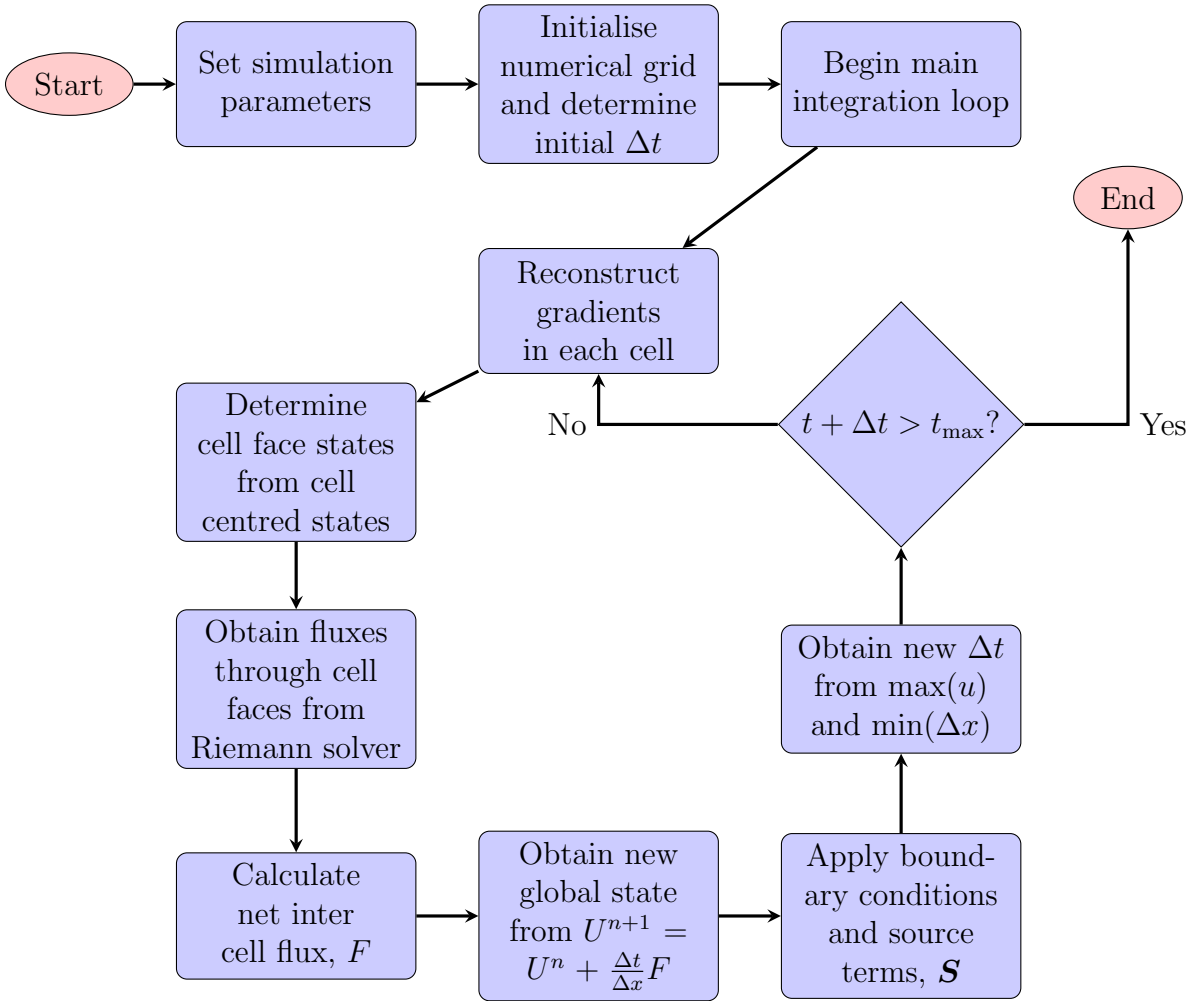 Start
Set simulation
parameters
Initialise
numerical grid
and determine
initial Δt
Begin main
integration loop
End
Reconstruct
gradients
in each cell
Determine
cell face states
from cell
centred states
No
t + Δt > t_max?
Yes
Obtain fluxes
through cell
faces from
Riemann solver
Obtain new Δt
from max(u)
and min(Δx)
Calculate
net inter
cell flux, F
Obtain new
global state
from U^{n+1} =
U^n + \frac{Δt}{Δx}F
Apply bound-
ary conditions
and source
terms, S